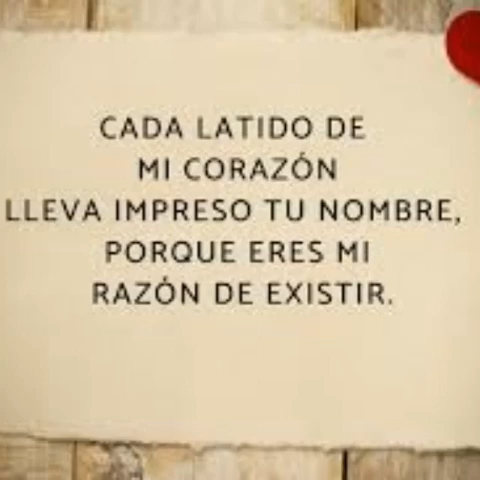 CADA LATIDO DE
MI CORAZÓN
LLEVA IMPRESO TU NOMBRE,
PORQUE ERES MI
RAZÓN DE EXISTIR.